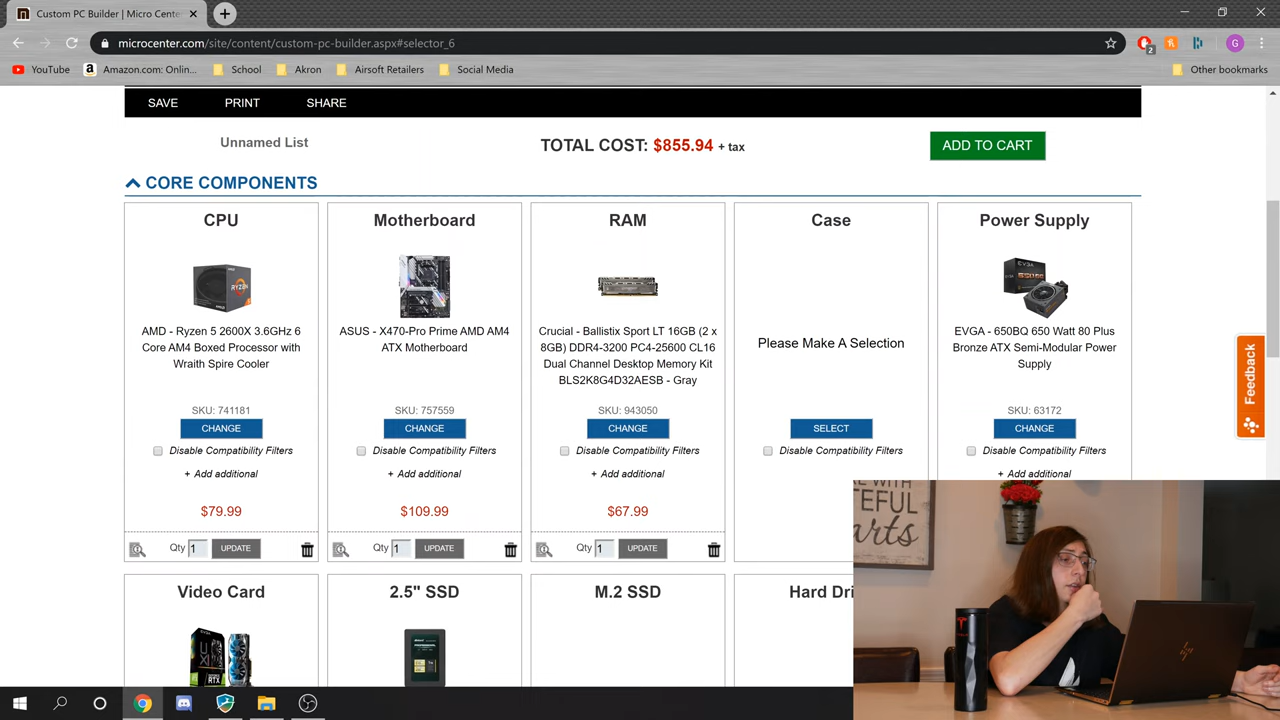 Custom PC Builder | Micro Cente
microcenter.com/site/content/custom-pc-builder.aspx#selector_6
G
2
YouTube
Amazon.com: Onlin...
School
Akron
Airsoft Retailers
Social Media
Other bookmarks
SAVE
PRINT
SHARE
Unnamed List
TOTAL COST: $855.94 + tax
ADD TO CART
CORE COMPONENTS
CPU
AMD - Ryzen 5 2600X 3.6GHz 6
Core AM4 Boxed Processor with
Wraith Spire Cooler
SKU: 741181
CHANGE
Disable Compatibility Filters
+ Add additional
$79.99
Qty 1 UPDATE
Motherboard
ASUS - X470-Pro Prime AMD AM4
ATX Motherboard
SKU: 757559
CHANGE
Disable Compatibility Filters
+ Add additional
$109.99
Qty 1 UPDATE
RAM
Crucial - Ballistix Sport LT 16GB (2 x
8GB) DDR4-3200 PC4-25600 CL16
Dual Channel Desktop Memory Kit
BLS2K8G4D32AESB - Gray
SKU: 943050
CHANGE
Disable Compatibility Filters
+ Add additional
$67.99
Qty 1 UPDATE
Case
Please Make A Selection
SELECT
Disable Compatibility Filters
Power Supply
EVGA - 650BQ 650 Watt 80 Plus
Bronze ATX Semi-Modular Power
Supply
SKU: 63172
CHANGE
Disable Compatibility Filters
+ Add additional
Feedback
Video Card
2.5" SSD
M.2 SSD
Hard Dri
RYZEN
EVGA
RTX
TEFUL